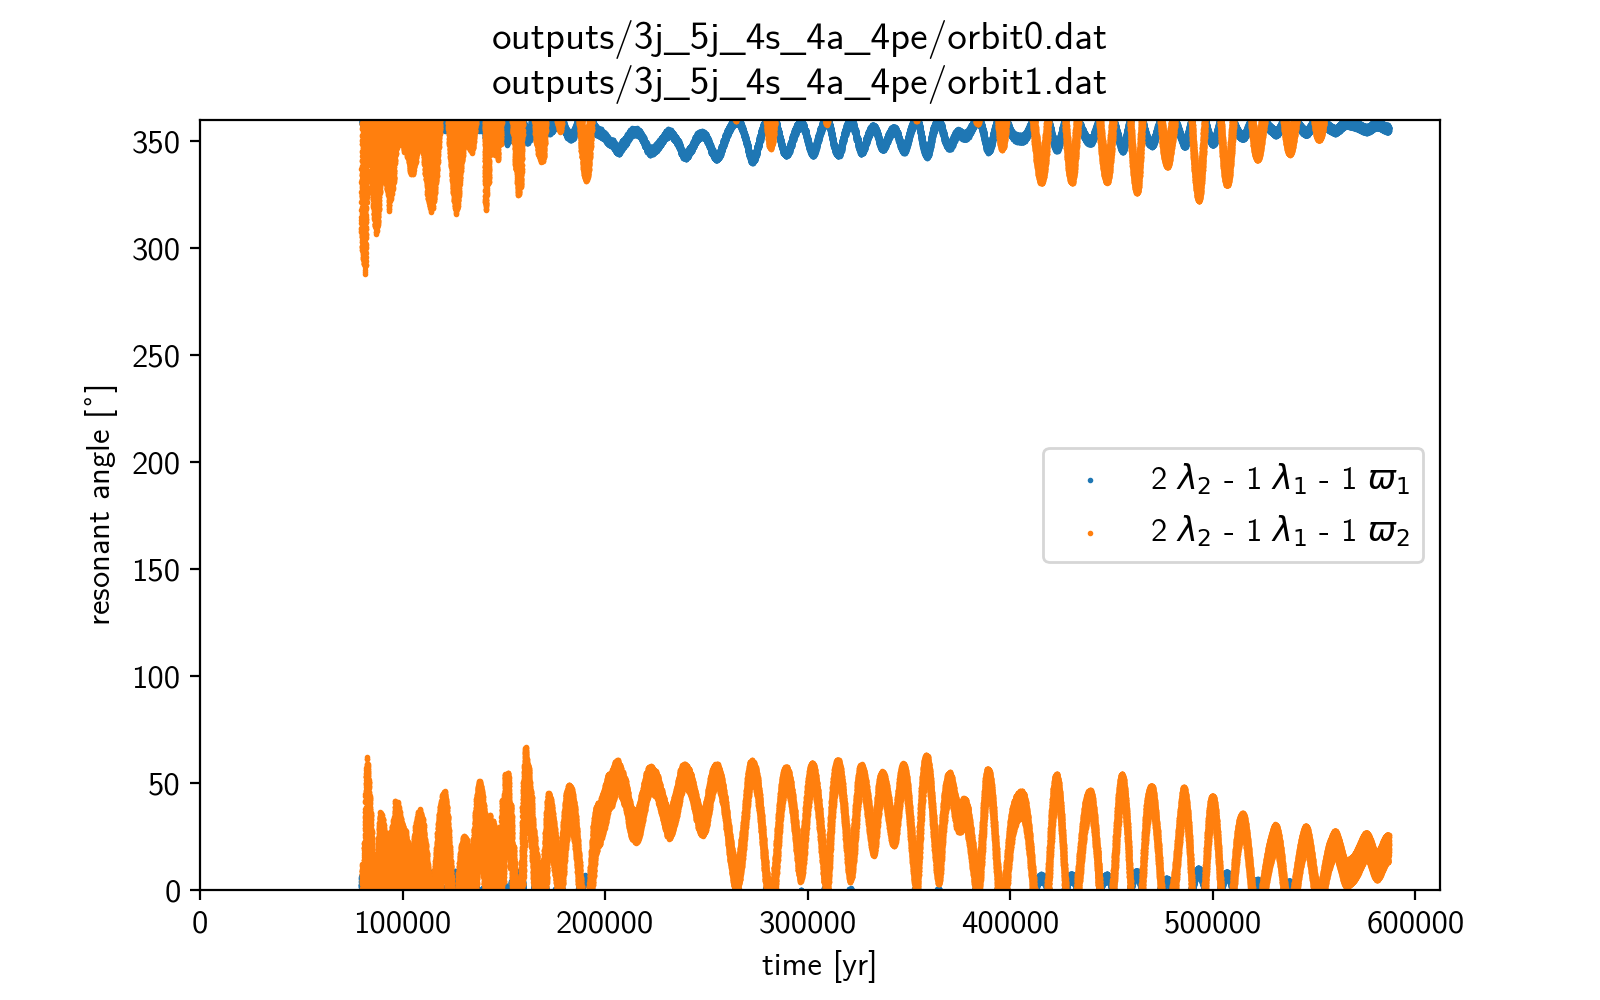 outputs/3j_5j_4s_4a_4pe/orbit0.dat
outputs/3j_5j_4s_4a_4pe/orbit1.dat
350
300
250
200
150
100
50
0
resonant angle [°]
2 λ₂ - 1 λ₁ - 1 ϖ₁
2 λ₂ - 1 λ₁ - 1 ϖ₂
0 100000 200000 300000 400000 500000 600000
time [yr]